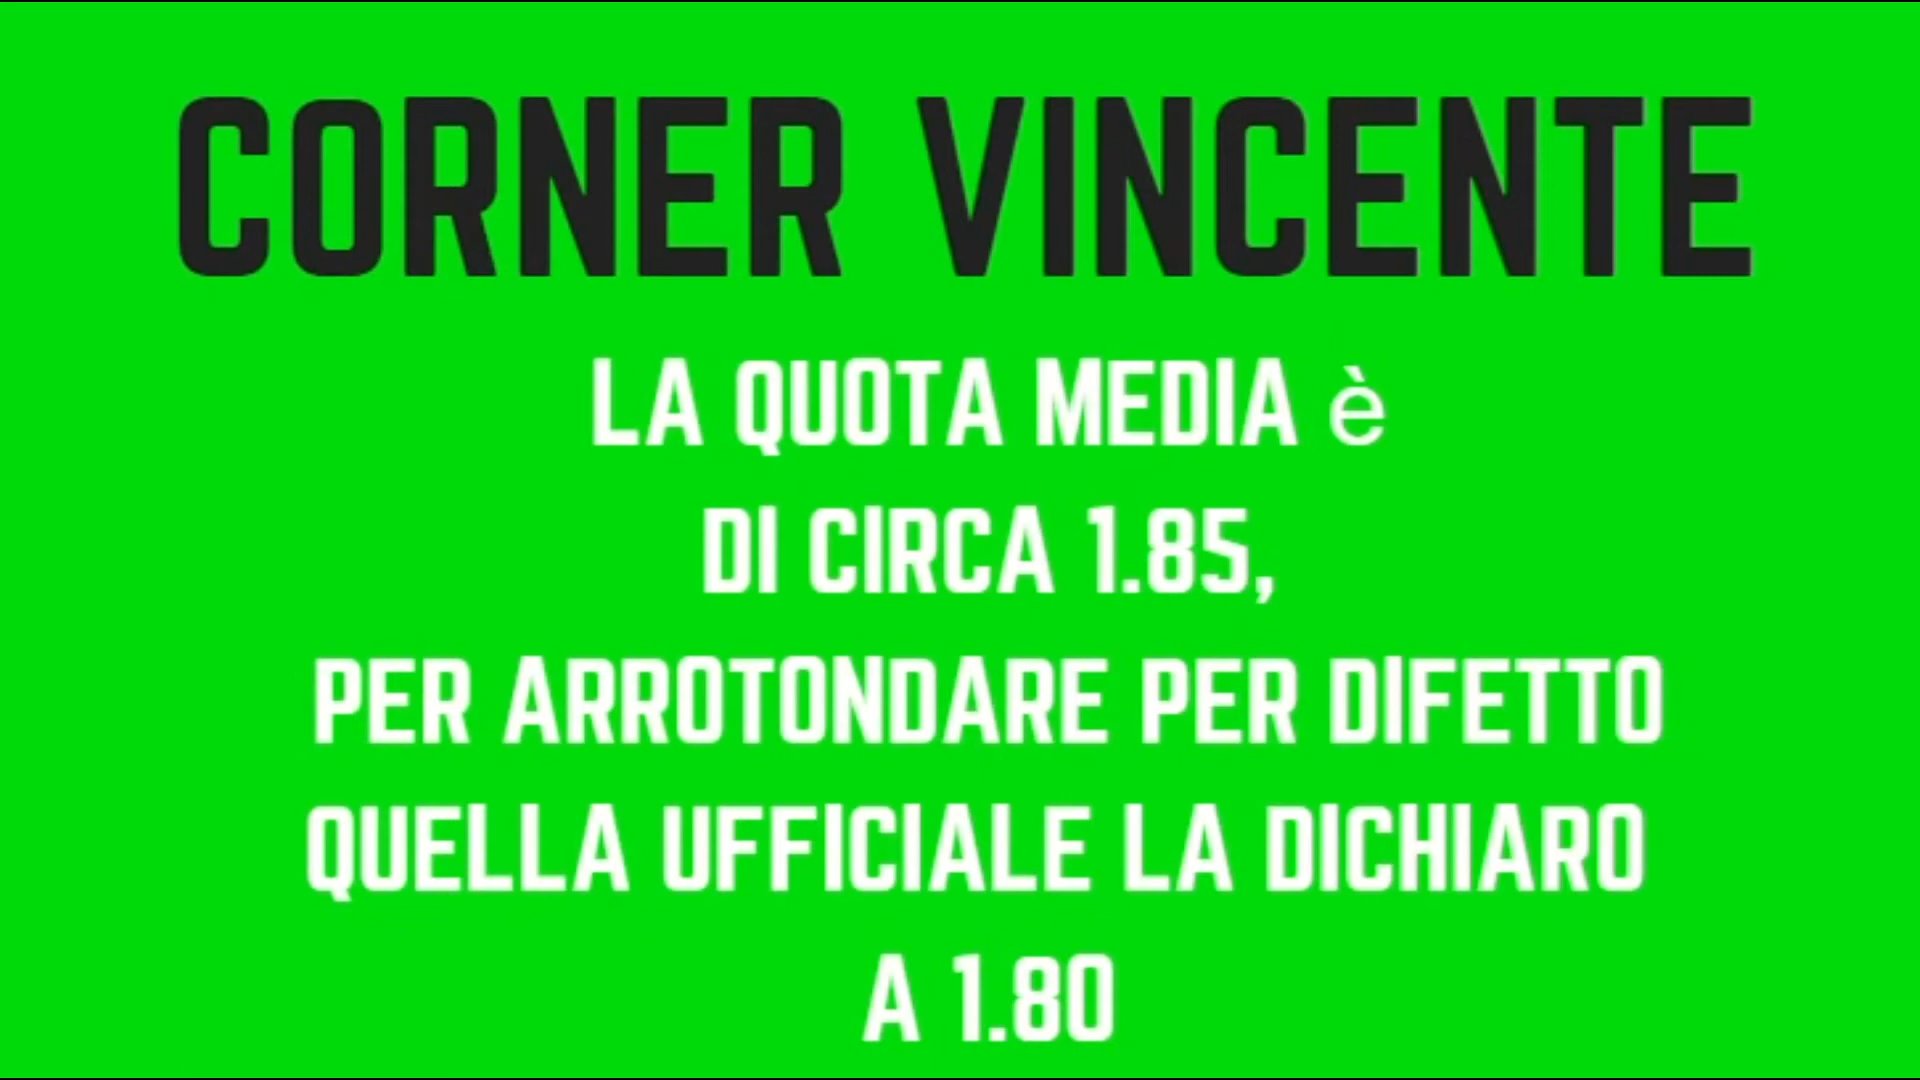 CORNER VINCENTE
LA QUOTA MEDIA è
DI CIRCA 1.85,
PER ARROTONDARE PER DIFETTO
QUELLA UFFICIALE LA DICHIARO
A 1.80